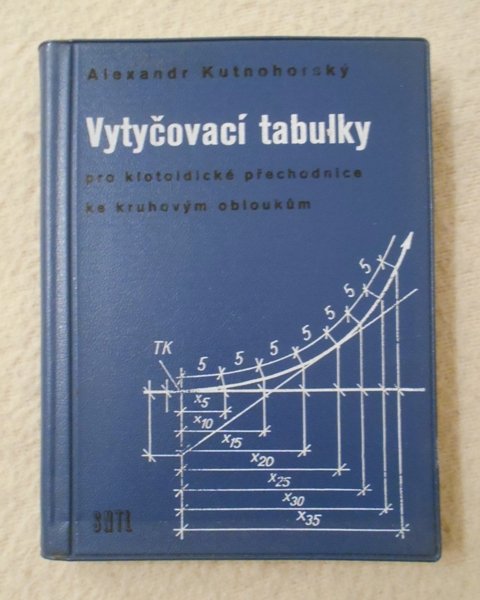 Alexandr Kutnohorský
Vytyčovací tabulky
pro klotoidické přechodnice
ke kruhovým obloukům
5
5
5
5
5
5
5
5
TK
x5
x10
x15
x20
x25
x30
x35
SNTL